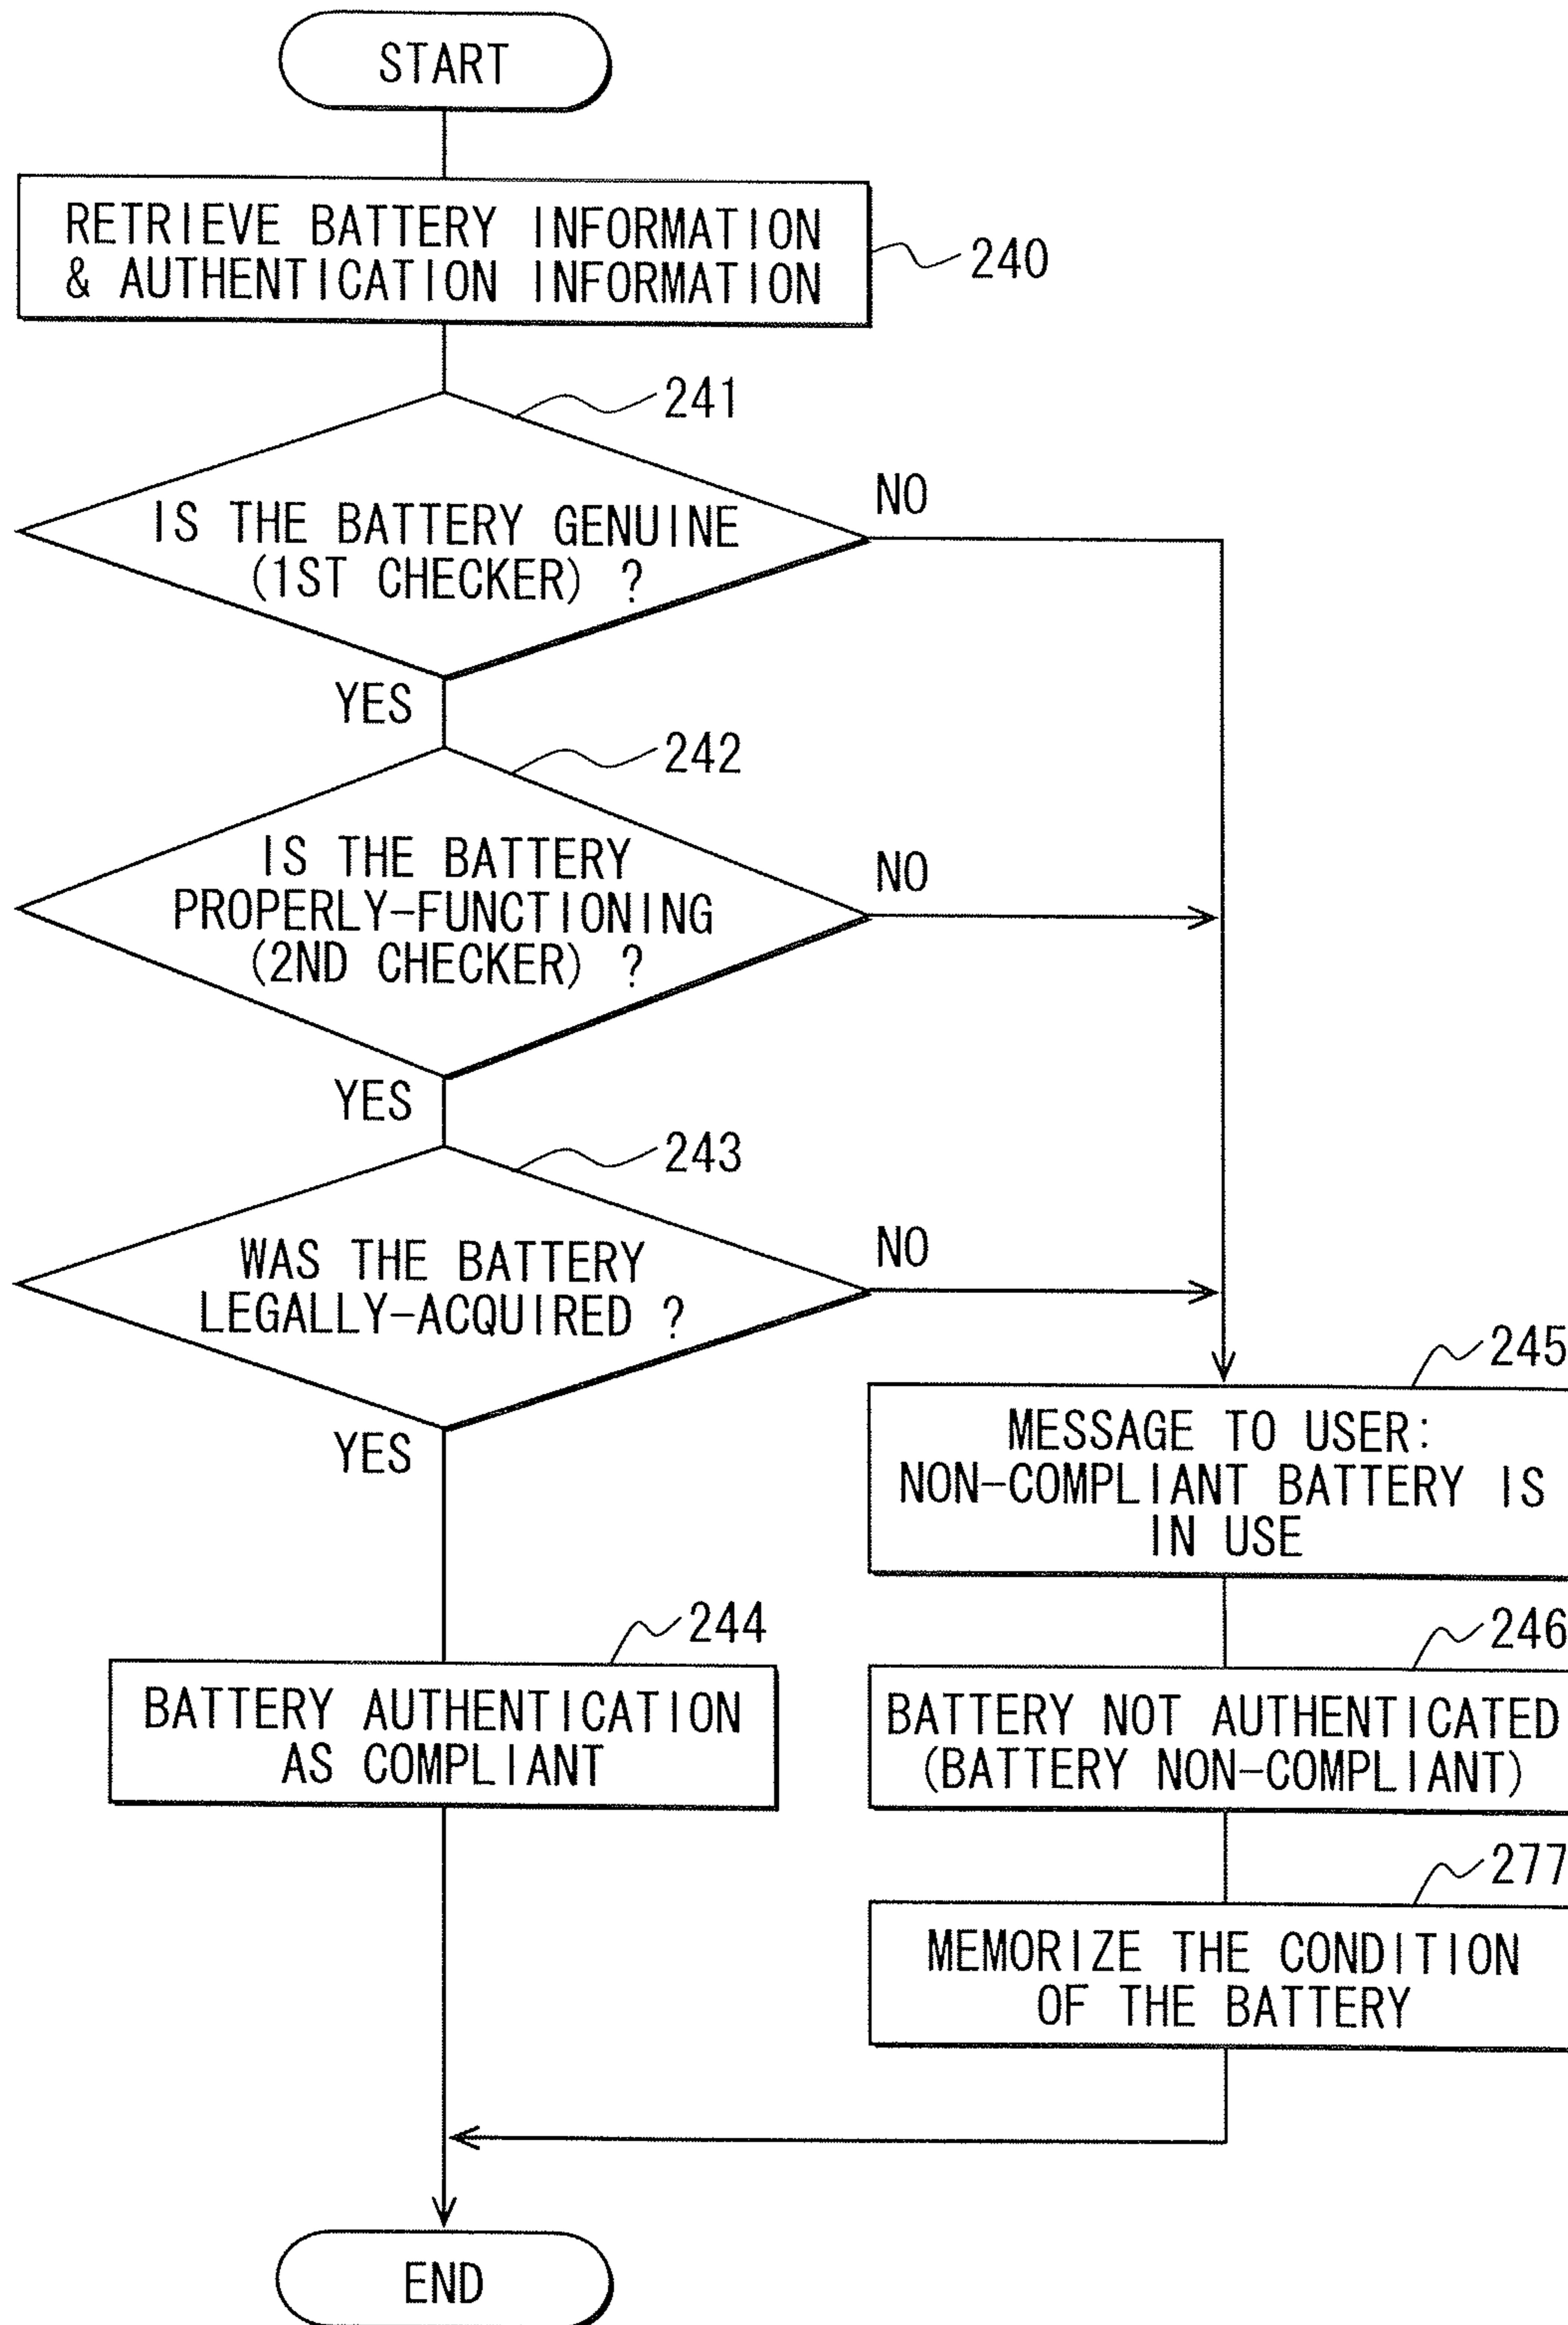 START
RETRIEVE BATTERY INFORMATION
& AUTHENTICATION INFORMATION
240
241
IS THE BATTERY GENUINE
(1ST CHECKER) ?
NO
YES
242
IS THE BATTERY
PROPERLY-FUNCTIONING
(2ND CHECKER) ?
NO
YES
243
WAS THE BATTERY
LEGALLY-ACQUIRED ?
NO
YES
245
MESSAGE TO USER:
NON-COMPLIANT BATTERY IS
IN USE
244
BATTERY AUTHENTICATION
AS COMPLIANT
246
BATTERY NOT AUTHENTICATED
(BATTERY NON-COMPLIANT)
277
MEMORIZE THE CONDITION
OF THE BATTERY
END